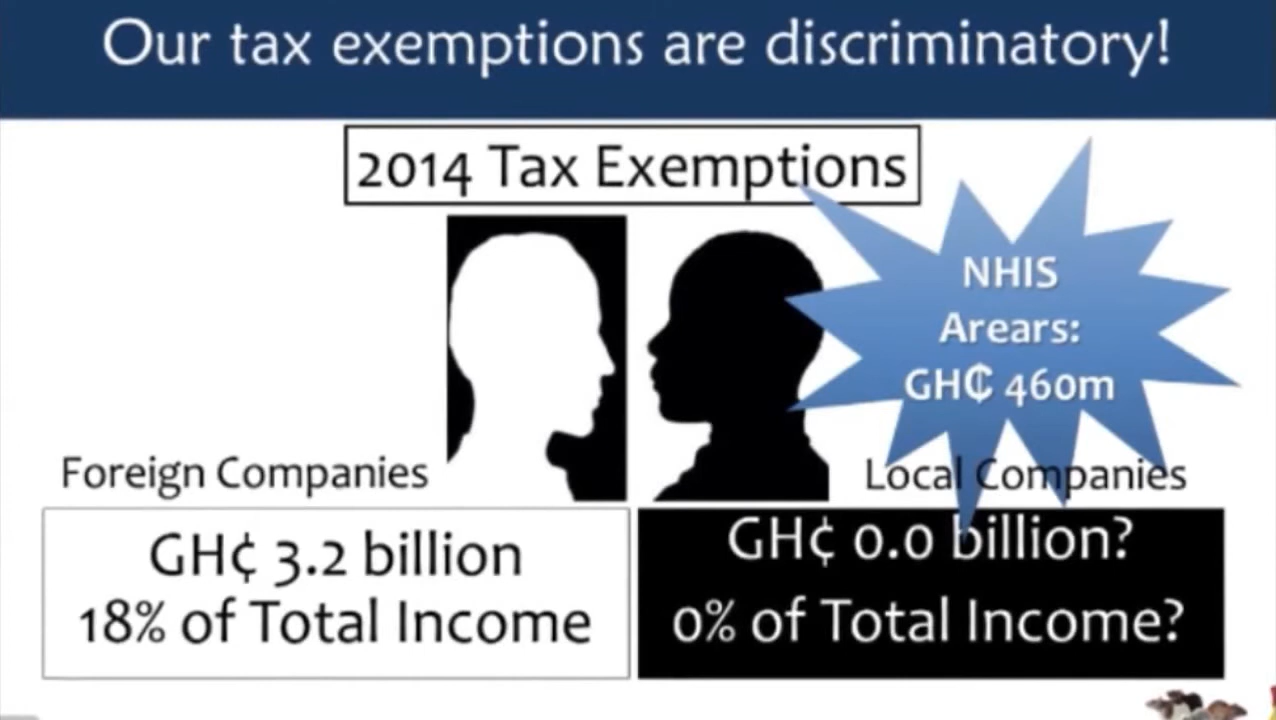 Our tax exemptions are discriminatory!
2014 Tax Exemptions
NHIS
Arears:
GH₵ 460m
Foreign Companies
Local Companies
GH¢ 3.2 billion
18% of Total Income
GH¢ 0.0 billion?
0% of Total Income?